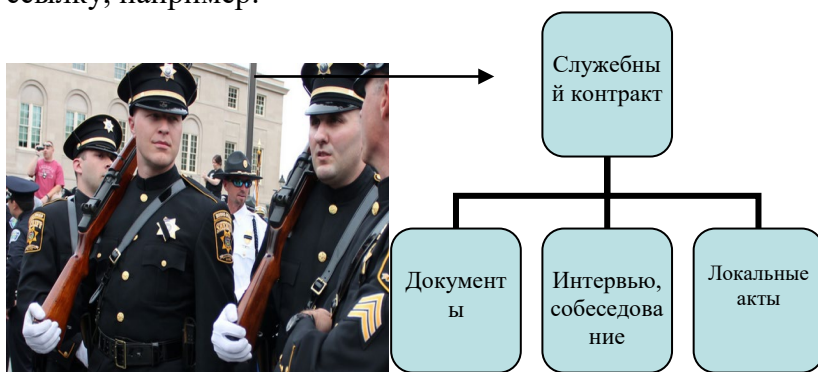 ссылку, например:
Служебны
й контракт
Документ
ы
Интервью,
собеседова
ние
Локальные
акты